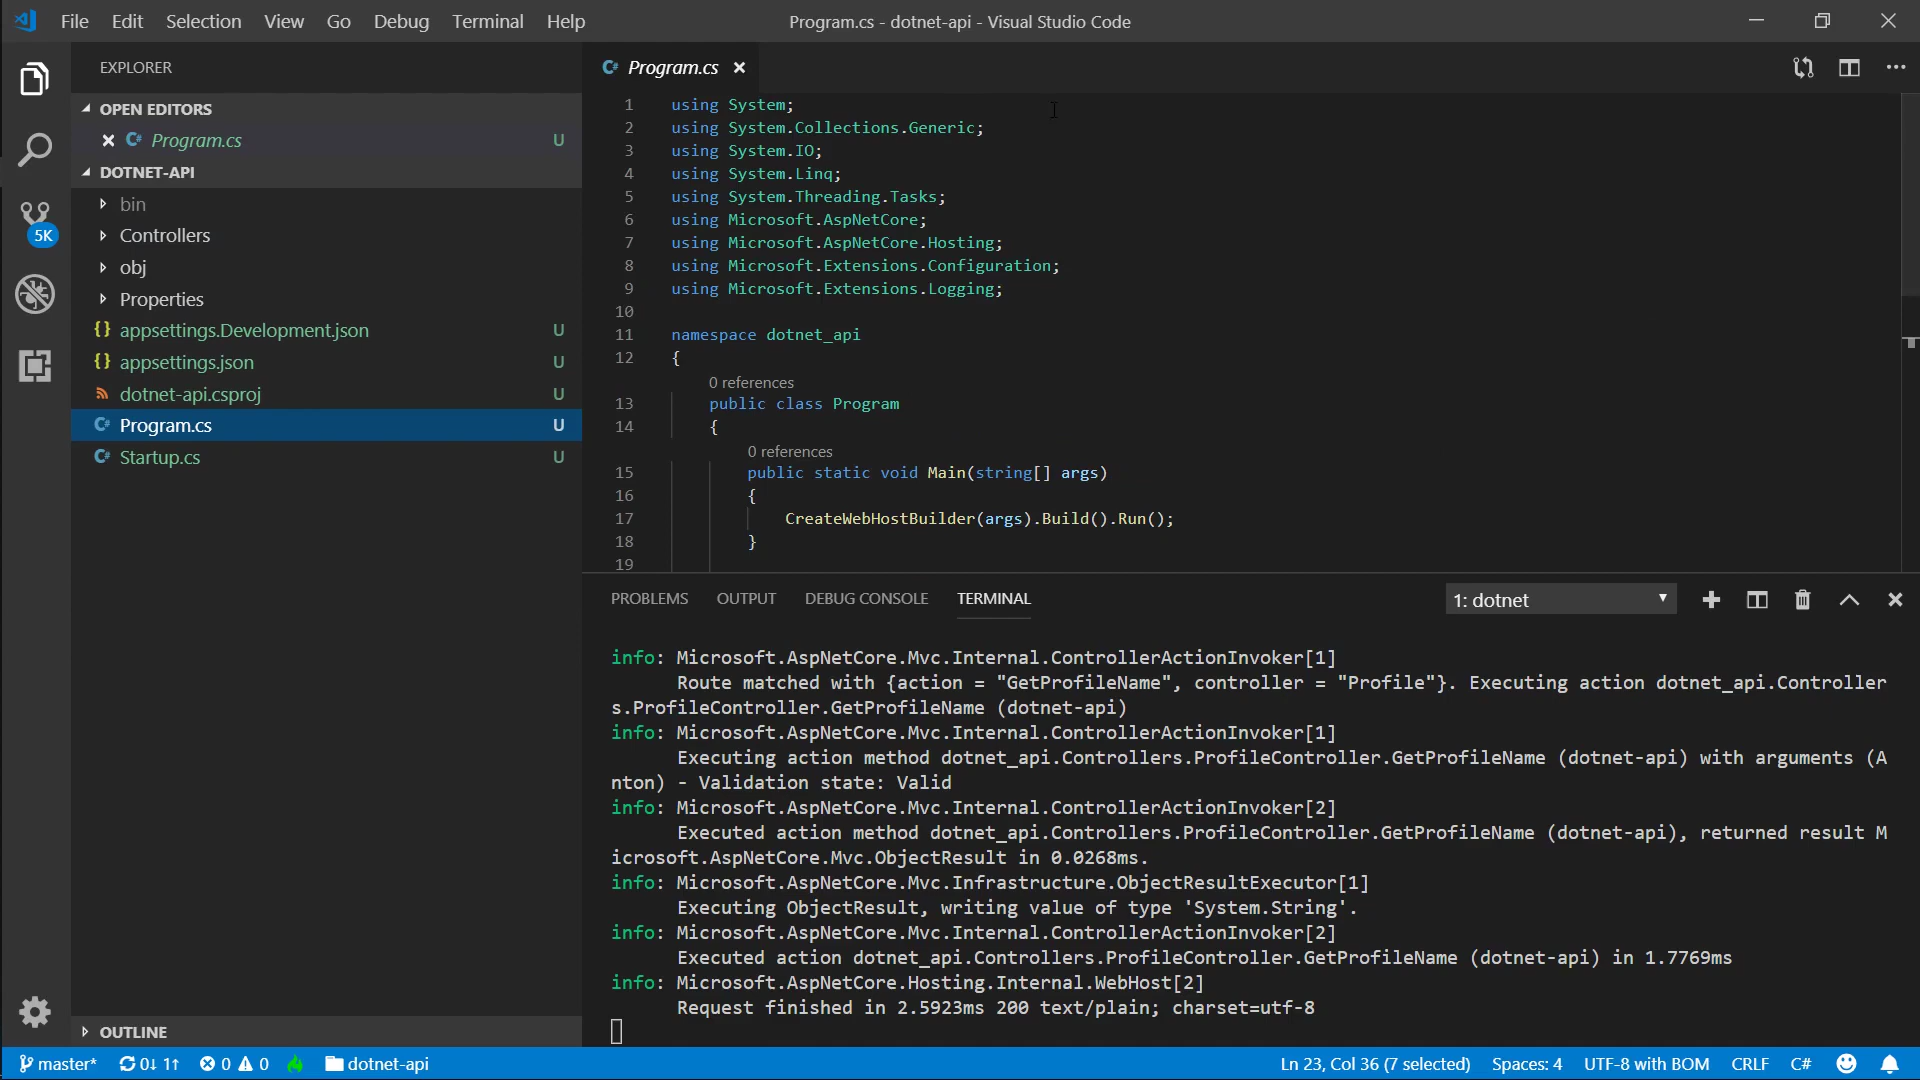 File Edit Selection View Go Debug Terminal Help
Program.cs - dotnet-api - Visual Studio Code
EXPLORER
OPEN EDITORS
Program.cs U
DOTNET-API
bin
Controllers
obj
Properties
appsettings.Development.json U
appsettings.json U
dotnet-api.csproj U
Program.cs U
Startup.cs U
OUTLINE
5K
Program.cs
1 using System;
2 using System.Collections.Generic;
3 using System.IO;
4 using System.Linq;
5 using System.Threading.Tasks;
6 using Microsoft.AspNetCore;
7 using Microsoft.AspNetCore.Hosting;
8 using Microsoft.Extensions.Configuration;
9 using Microsoft.Extensions.Logging;
10
11 namespace dotnet_api
12 {
0 references
13 public class Program
14 {
0 references
15 public static void Main(string[] args)
16 {
17 CreateWebHostBuilder(args).Build().Run();
18 }
19
PROBLEMS OUTPUT DEBUG CONSOLE TERMINAL
1: dotnet
info: Microsoft.AspNetCore.Mvc.Internal.ControllerActionInvoker[1]
Route matched with {action = "GetProfileName", controller = "Profile"}. Executing action dotnet_api.Controller
s.ProfileController.GetProfileName (dotnet-api)
info: Microsoft.AspNetCore.Mvc.Internal.ControllerActionInvoker[1]
Executing action method dotnet_api.Controllers.ProfileController.GetProfileName (dotnet-api) with arguments (A
nton) - Validation state: Valid
info: Microsoft.AspNetCore.Mvc.Internal.ControllerActionInvoker[2]
Executed action method dotnet_api.Controllers.ProfileController.GetProfileName (dotnet-api), returned result M
icrosoft.AspNetCore.Mvc.ObjectResult in 0.0268ms.
info: Microsoft.AspNetCore.Mvc.Infrastructure.ObjectResultExecutor[1]
Executing ObjectResult, writing value of type 'System.String'.
info: Microsoft.AspNetCore.Mvc.Internal.ControllerActionInvoker[2]
Executed action dotnet_api.Controllers.ProfileController.GetProfileName (dotnet-api) in 1.7769ms
info: Microsoft.AspNetCore.Hosting.Internal.WebHost[2]
Request finished in 2.5923ms 200 text/plain; charset=utf-8
master* 0↓ 1↑ 0 0 dotnet-api
Ln 23, Col 36 (7 selected) Spaces: 4 UTF-8 with BOM CRLF C#